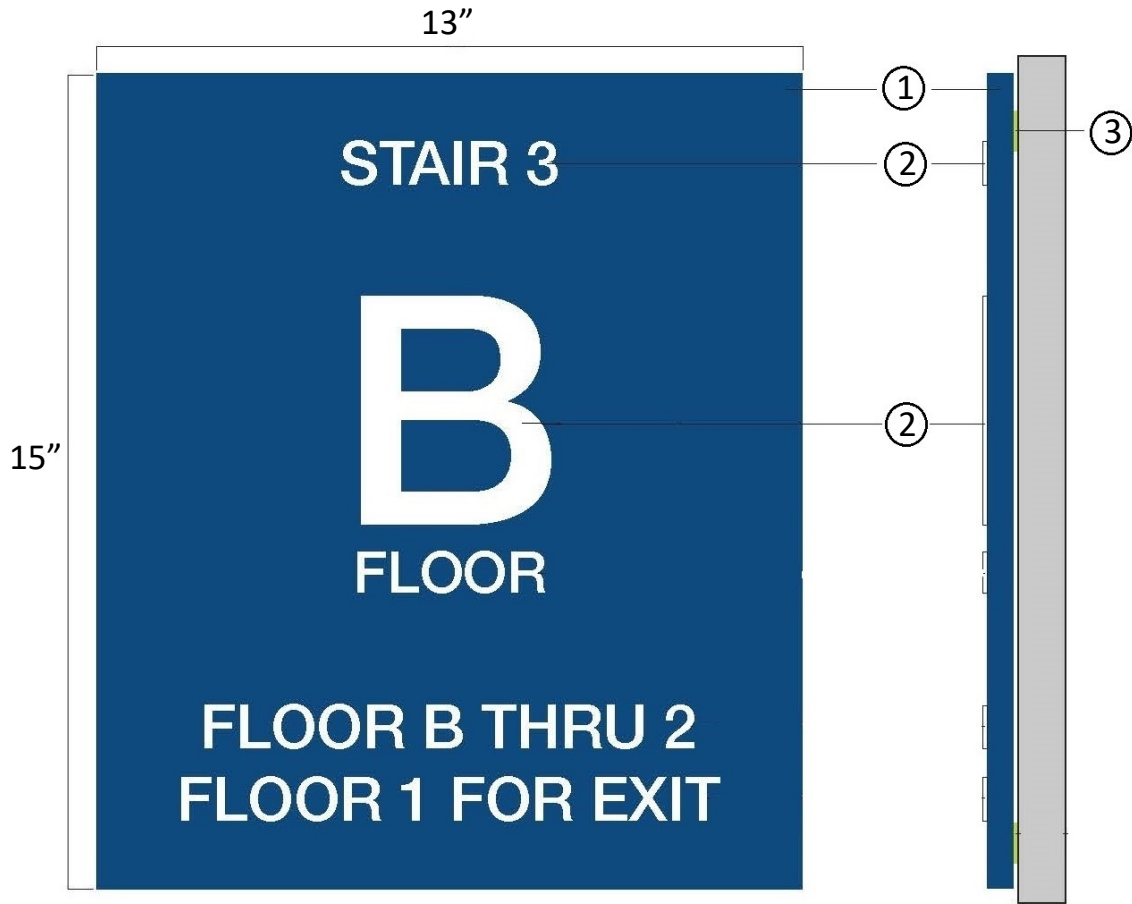 13”
①
STAIR 3
②
③
B
②
15”
FLOOR
FLOOR B THRU 2
FLOOR 1 FOR EXIT